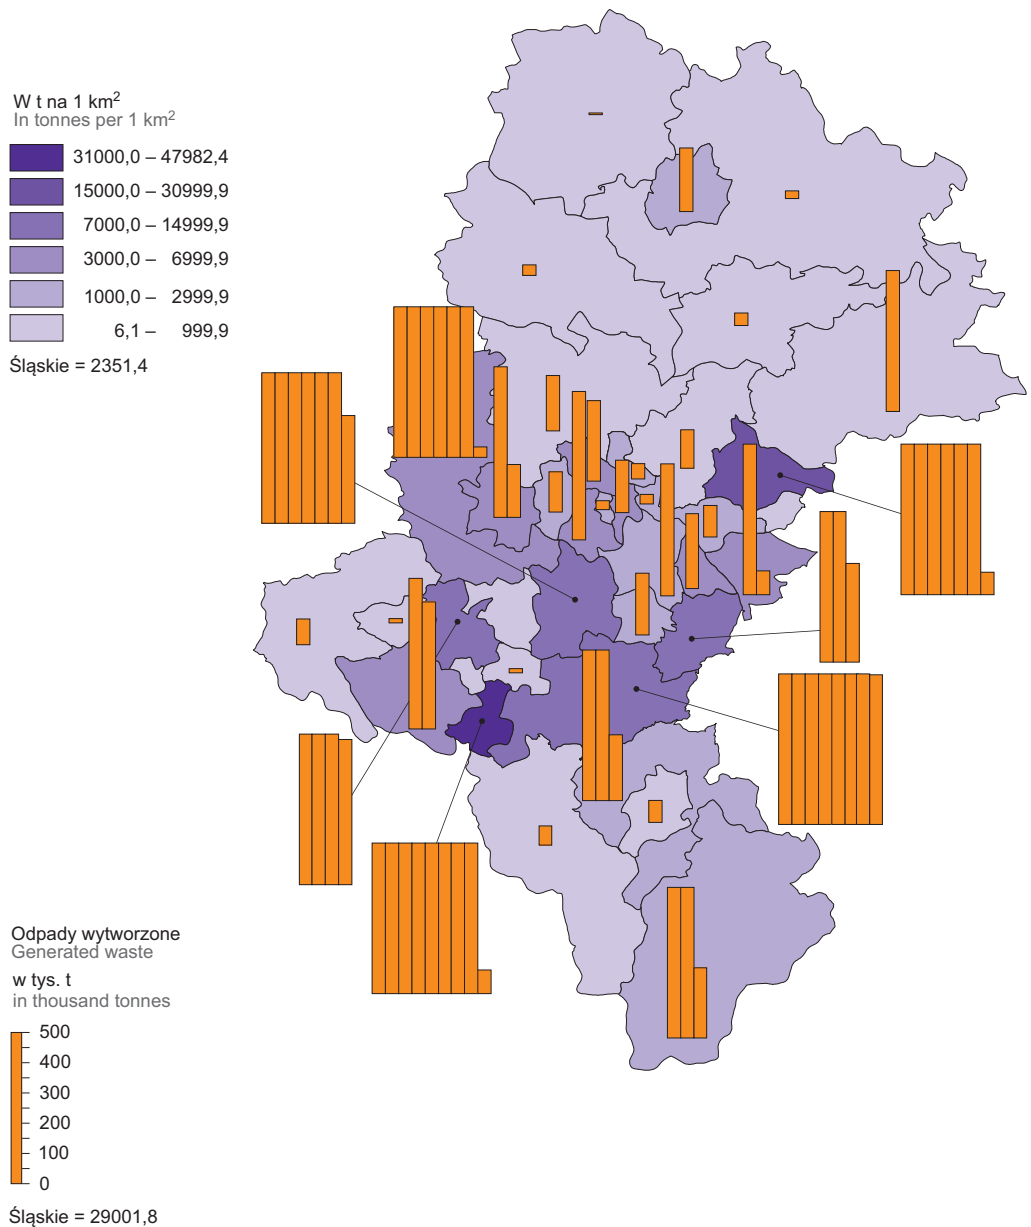 W t na 1 km²
In tonnes per 1 km²
31000,0 – 47982,4
15000,0 – 30999,9
7000,0 – 14999,9
3000,0 – 6999,9
1000,0 – 2999,9
6,1 – 999,9
Śląskie = 2351,4
Odpady wytworzone
Generated waste
w tys. t
in thousand tonnes
500
400
300
200
100
0
Śląskie = 29001,8